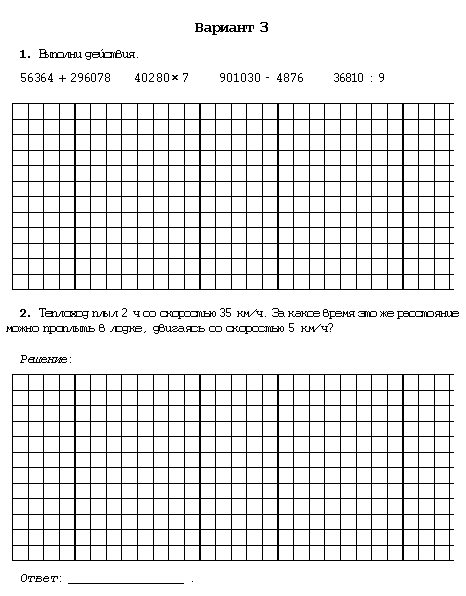 Вариант 3
1. Выполни действия.
56364 + 296078 40280 × 7 901030 - 4876 36810 : 9
2. Теплоход плыл 2 ч со скоростью 35 км/ч. За какое время это же расстояние
можно проплыть в лодке, двигаясь со скоростью 5 км/ч?
Решение:
Ответ: _________________ .